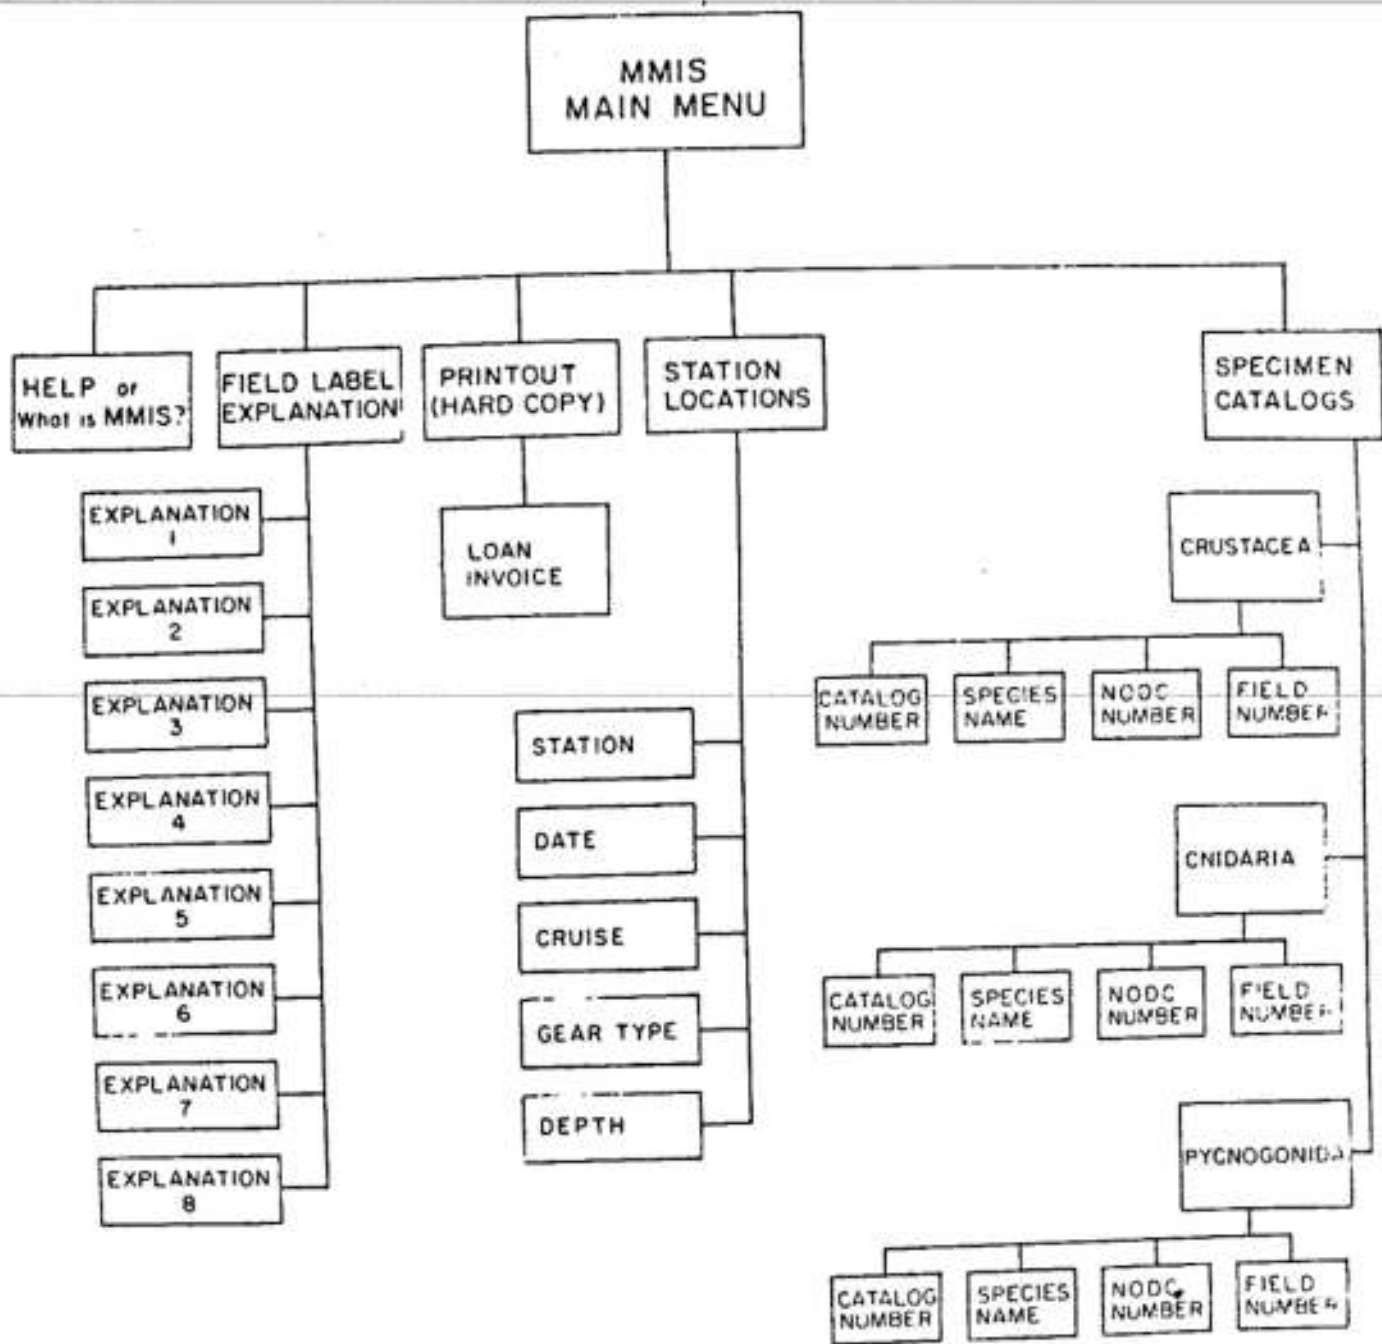 MMIS
MAIN MENU
HELP or
What is MMIS?
FIELD LABEL
EXPLANATION
PRINTOUT
(HARD COPY)
STATION
LOCATIONS
SPECIMEN
CATALOGS
EXPLANATION
1
EXPLANATION
2
EXPLANATION
3
EXPLANATION
4
EXPLANATION
5
EXPLANATION
6
EXPLANATION
7
EXPLANATION
8
LOAN
INVOICE
STATION
DATE
CRUISE
GEAR TYPE
DEPTH
CRUSTACEA
CATALOG
NUMBER
SPECIES
NAME
NODC
NUMBER
FIELD
NUMBER
CNIDARIA
CATALOG
NUMBER
SPECIES
NAME
NODC
NUMBER
FIELD
NUMBER
PYCNOGONIDA
CATALOG
NUMBER
SPECIES
NAME
NODC
NUMBER
FIELD
NUMBER